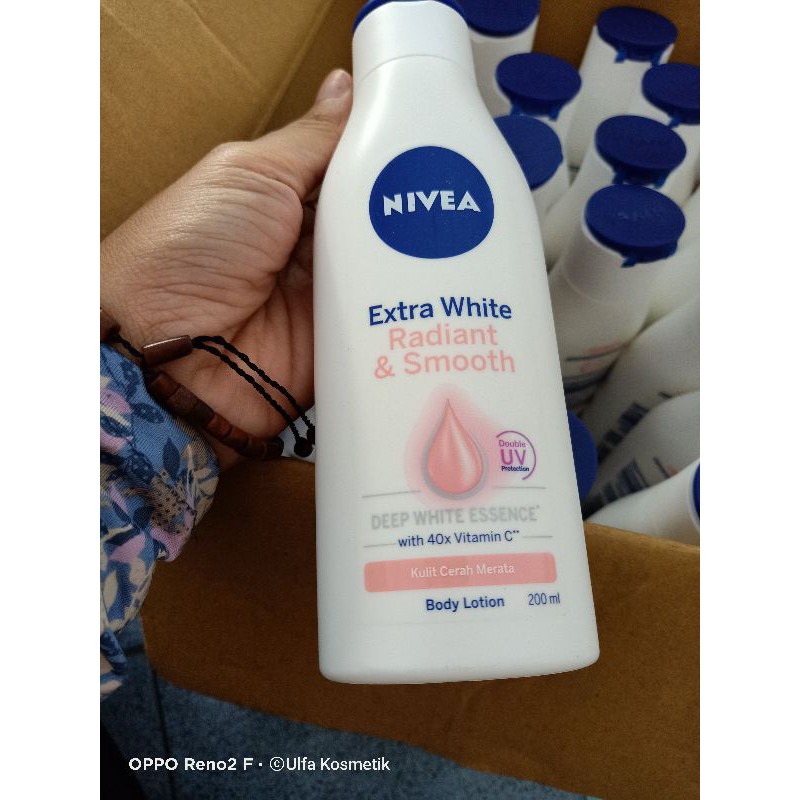 NIVEA
Extra White
Radiant
& Smooth
Double
UV
Protection
DEEP WHITE ESSENCE*
with 40x Vitamin C**
Kulit Cerah Merata
Body Lotion 200 ml
OPPO Reno2 F · ©Ulfa Kosmetik